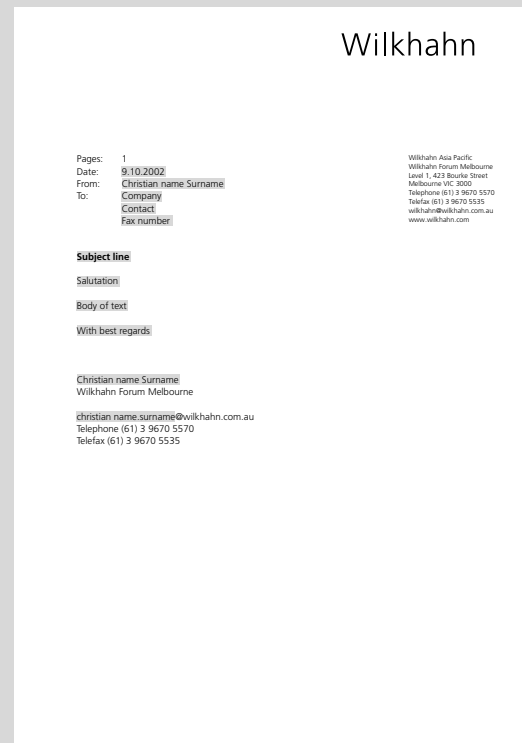 Wilkhahn
Pages: 1
Date: 9.10.2002
From: Christian name Surname
To: Company
Contact
Fax number
Wilkhahn Asia Pacific
Wilkhahn Forum Melbourne
Level 1, 423 Bourke Street
Melbourne VIC 3000
Telephone (61) 3 9670 5570
Telefax (61) 3 9670 5535
wilkhahn@wilkhahn.com.au
www.wilkhahn.com
Subject line
Salutation
Body of text
With best regards
Christian name Surname
Wilkhahn Forum Melbourne
christian name.surname@wilkhahn.com.au
Telephone (61) 3 9670 5570
Telefax (61) 3 9670 5535